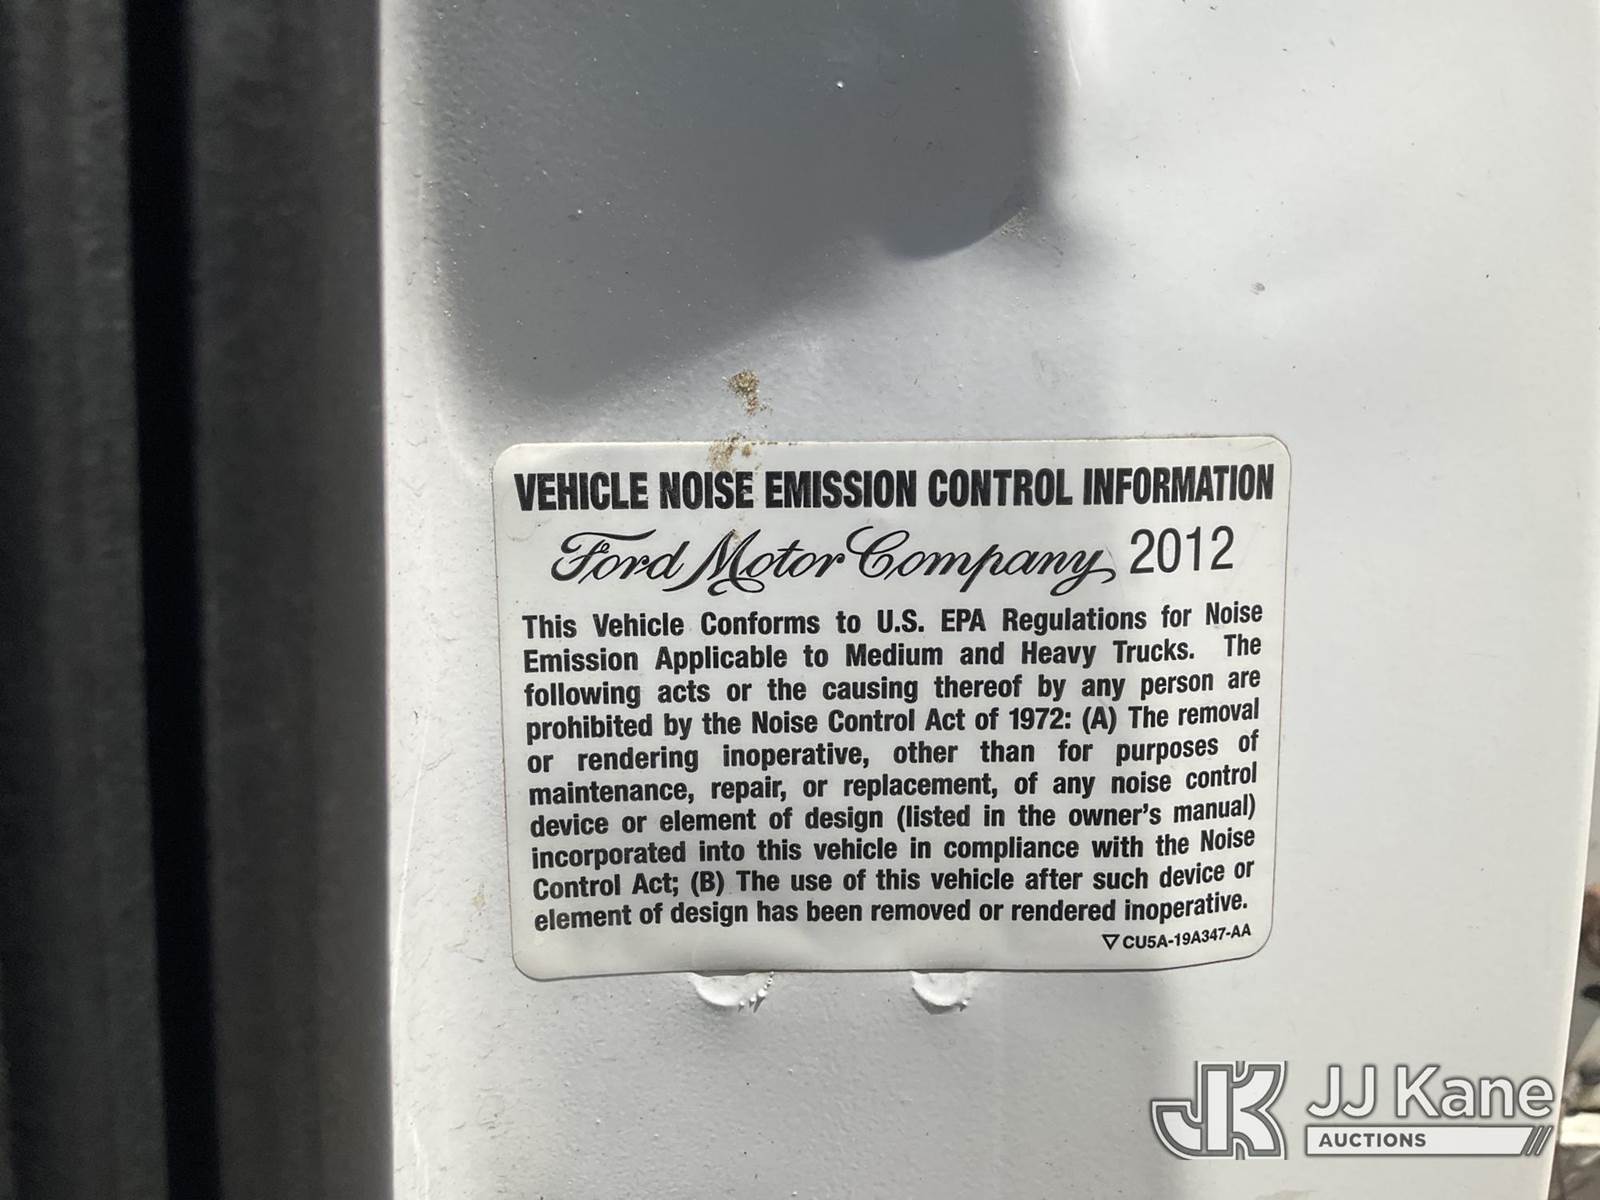 VEHICLE NOISE EMISSION CONTROL INFORMATION
Ford Motor Company 2012
This Vehicle Conforms to U.S. EPA Regulations for Noise
Emission Applicable to Medium and Heavy Trucks. The
following acts or the causing thereof by any person are
prohibited by the Noise Control Act of 1972: (A) The removal
or rendering inoperative, other than for purposes of
maintenance, repair, or replacement, of any noise control
device or element of design (listed in the owner's manual)
incorporated into this vehicle in compliance with the Noise
Control Act; (B) The use of this vehicle after such device or
element of design has been removed or rendered inoperative.
▽ CU5A-19A347-AA
JK JJ Kane
AUCTIONS